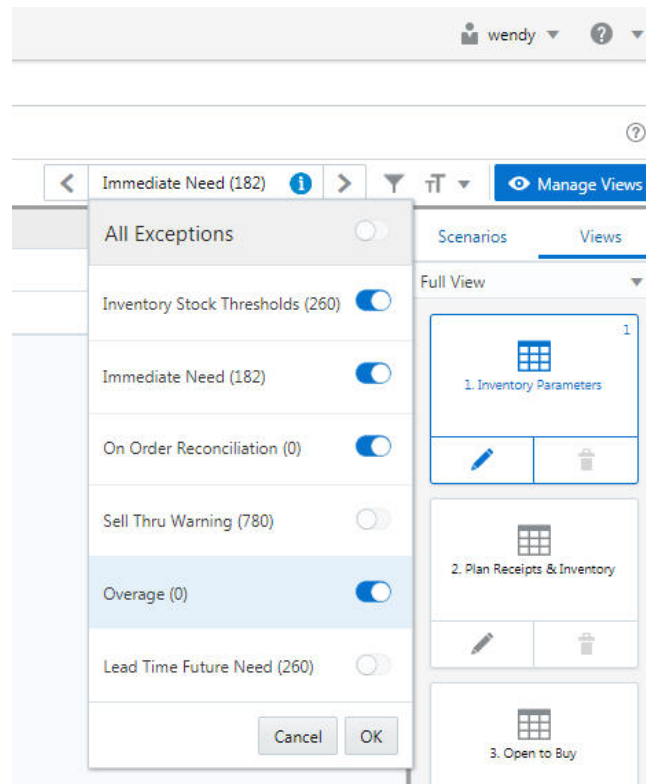 wendy
Immediate Need (182)
Manage Views
All Exceptions
Inventory Stock Thresholds (260)
Immediate Need (182)
On Order Reconciliation (0)
Sell Thru Warning (780)
Overage (0)
Lead Time Future Need (260)
Cancel
OK
Scenarios
Views
Full View
1
1. Inventory Parameters
2. Plan Receipts & Inventory
3. Open to Buy